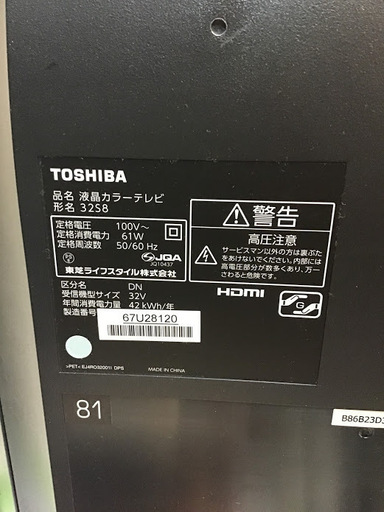 TOSHIBA
品名 液晶カラーテレビ
形名 32S8
定格電圧 100V~
定格消費電力 61W
定格周波数 50/60 Hz
JQA
JQ10437
東芝ライフスタイル株式会社
警告
高圧注意
サービスマン以外の方は裏ぶた
をあけないでください。内部には
高電圧部分が数多くあり、万一
さわると危険です。
区分名 DN
受信機型サイズ 32V
年間消費電力量 42 kWh/年
製造番号
67U28120
HDMI
G
>PET< EJ4RO32001I DPS
MADE IN CHINA
81
B86B23D3